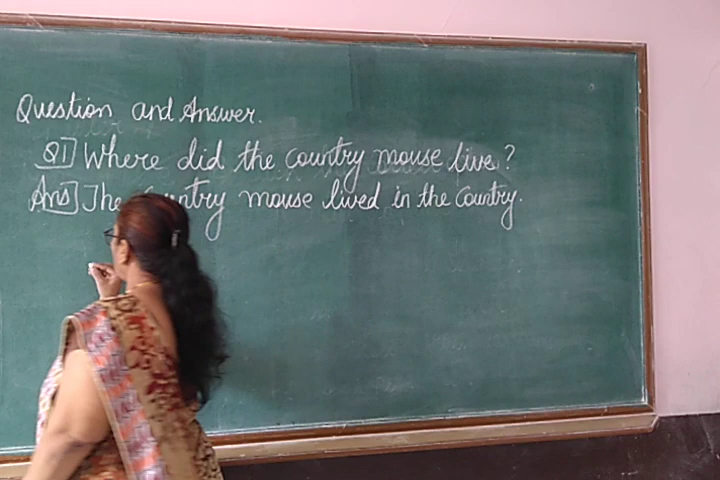 Question and Answer.
Q1] Where did the country mouse live?
Ans] The Country mouse lived in the Country.